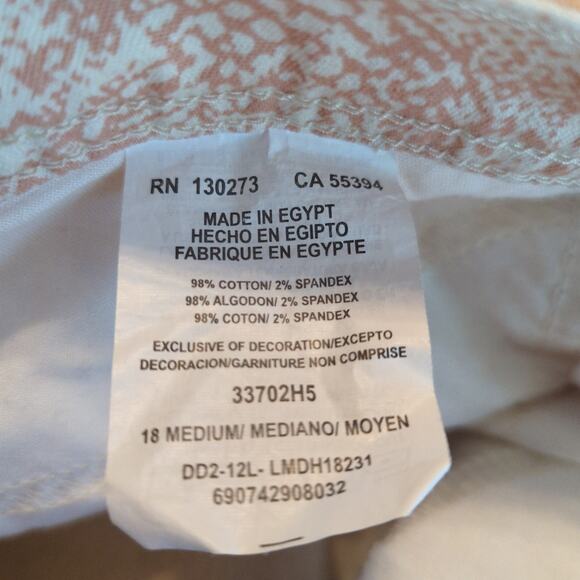 RN 130273 CA 55394
MADE IN EGYPT
HECHO EN EGIPTO
FABRIQUE EN EGYPTE
98% COTTON/ 2% SPANDEX
98% ALGODON/ 2% SPANDEX
98% COTON/ 2% SPANDEX
EXCLUSIVE OF DECORATION/EXCEPTO
DECORACION/GARNITURE NON COMPRISE
33702H5
18 MEDIUM/ MEDIANO/ MOYEN
DD2-12L- LMDH18231
690742908032